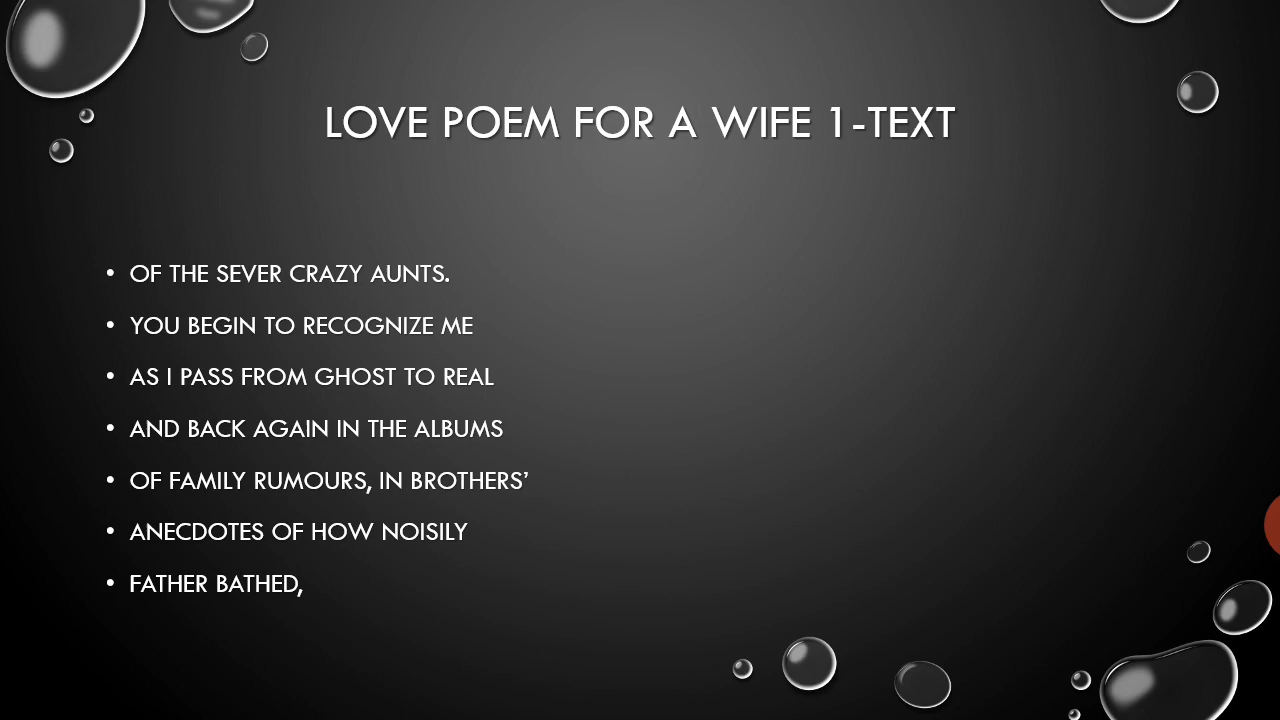 LOVE POEM FOR A WIFE 1-TEXT
• OF THE SEVER CRAZY AUNTS.
• YOU BEGIN TO RECOGNIZE ME
• AS I PASS FROM GHOST TO REAL
• AND BACK AGAIN IN THE ALBUMS
• OF FAMILY RUMOURS, IN BROTHERS’
• ANECDOTES OF HOW NOISILY
• FATHER BATHED,